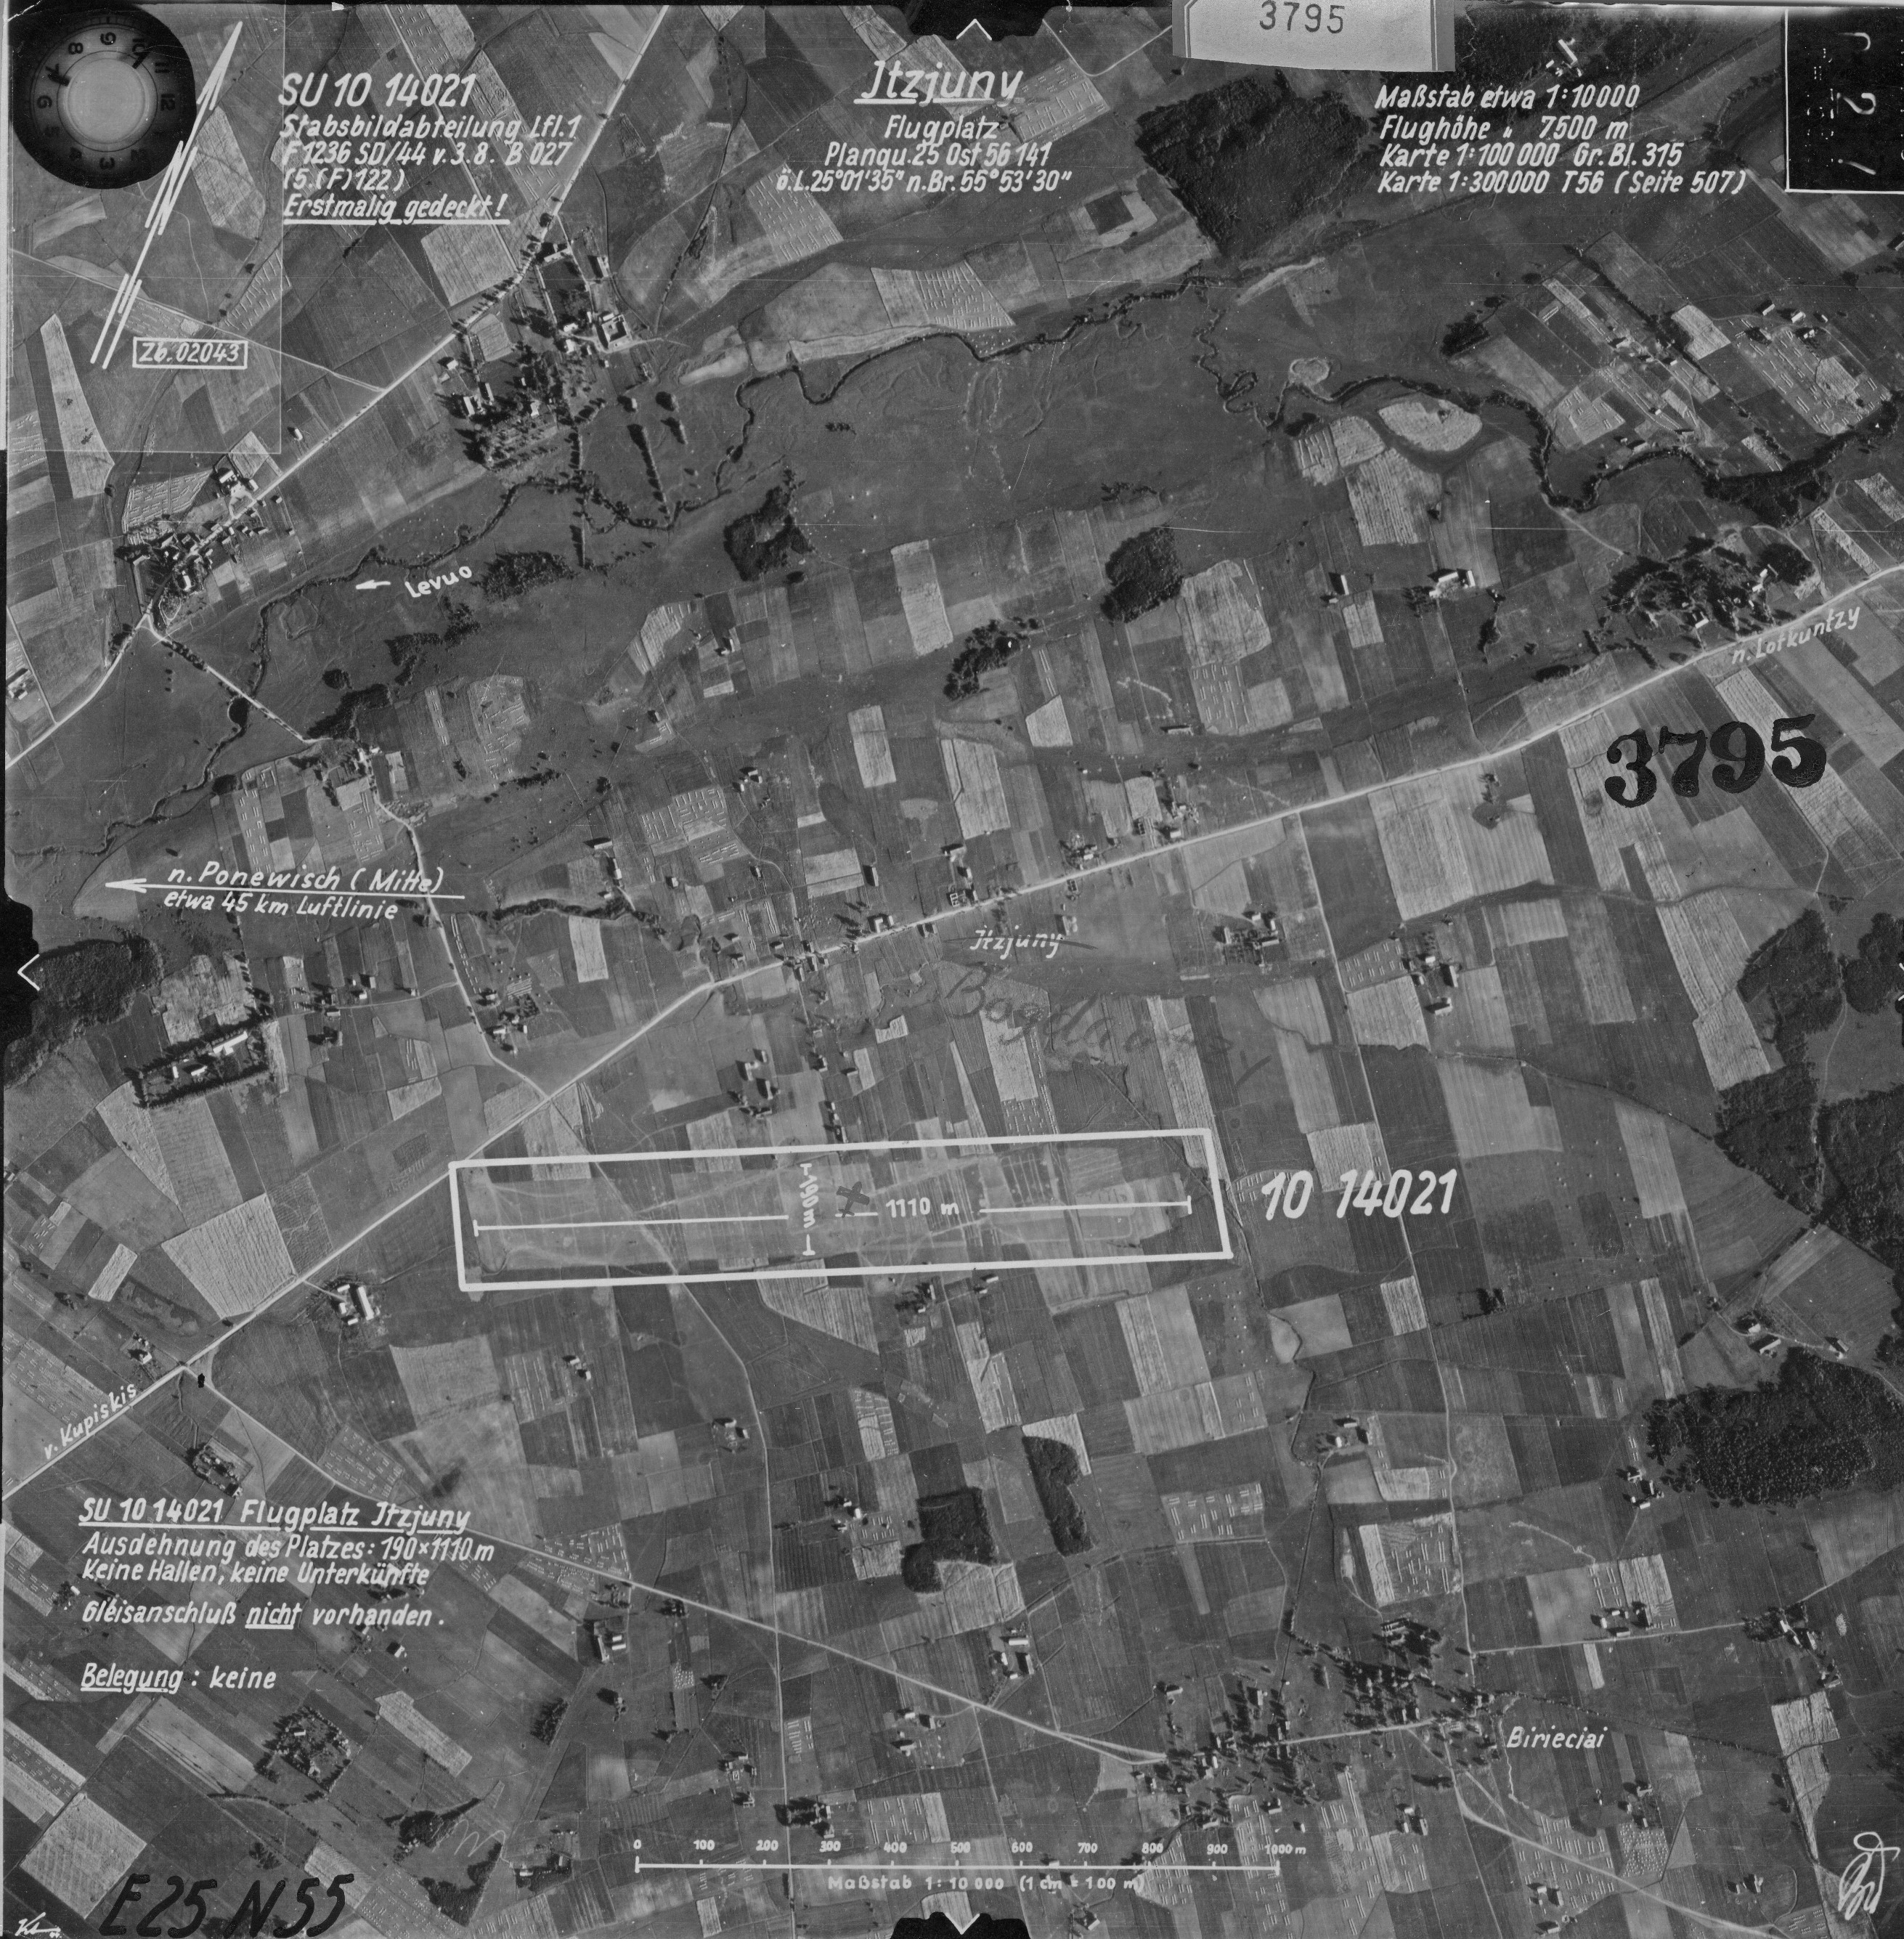 3795
SU 10 14021
Stabsbildabteilung Lfl.1
F 1236 SD/44 v.3.8. B 027
(5.(F)122)
Erstmalig gedeckt!
Jtzjuny
Flugplatz
Planqu.25 Ost 56 141
ö.L.25°01'35" n.Br. 55°53'30"
Maßstab etwa 1:10000
Flughöhe " 7500 m
Karte 1:100 000 Gr. Bl. 315
Karte 1:300000 T56 (Seite 507)
Zb. 02043
Levuo
n. Lotkuntzy
3795
n. Ponewisch (Mitte)
etwa 45 km Luftlinie
Jtzjuny
190m
1110 m
10 14021
v. Kupiskis
SU 10 14021 Flugplatz Jtzjuny
Ausdehnung des Platzes: 190×1110 m
Keine Hallen, keine Unterkünfte
Gleisanschluß nicht vorhanden.
Belegung: keine
Birieciai
0 100 200 300 400 500 600 700 800 900 1000 m
Maßstab 1:10 000 (1 cm = 100 m)
E25 N55